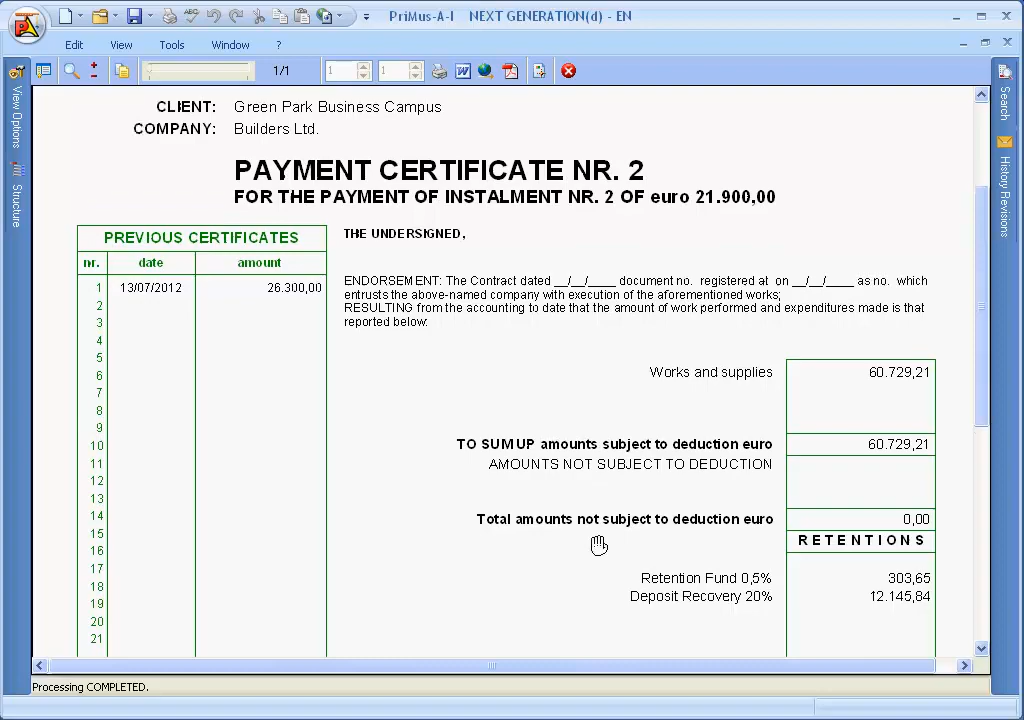 PriMus-A-I NEXT GENERATION(d) - EN
Edit View Tools Window ?
1/1 1 1
View Options
Structure
Search
History Revisions
CLIENT: Green Park Business Campus
COMPANY: Builders Ltd.
PAYMENT CERTIFICATE NR. 2
FOR THE PAYMENT OF INSTALMENT NR. 2 OF euro 21.900,00
PREVIOUS CERTIFICATES
nr. date amount
1 13/07/2012 26.300,00
2
3
4
5
6
7
8
9
10
11
12
13
14
15
16
17
18
19
20
21
THE UNDERSIGNED,
ENDORSEMENT: The Contract dated __/__/____ document no. registered at on __/__/____ as no. which
entrusts the above-named company with execution of the aforementioned works;
RESULTING from the accounting to date that the amount of work performed and expenditures made is that
reported below:
Works and supplies 60.729,21
TO SUM UP amounts subject to deduction euro 60.729,21
AMOUNTS NOT SUBJECT TO DEDUCTION
Total amounts not subject to deduction euro 0,00
RETENTIONS
Retention Fund 0,5% 303,65
Deposit Recovery 20% 12.145,84
Processing COMPLETED.